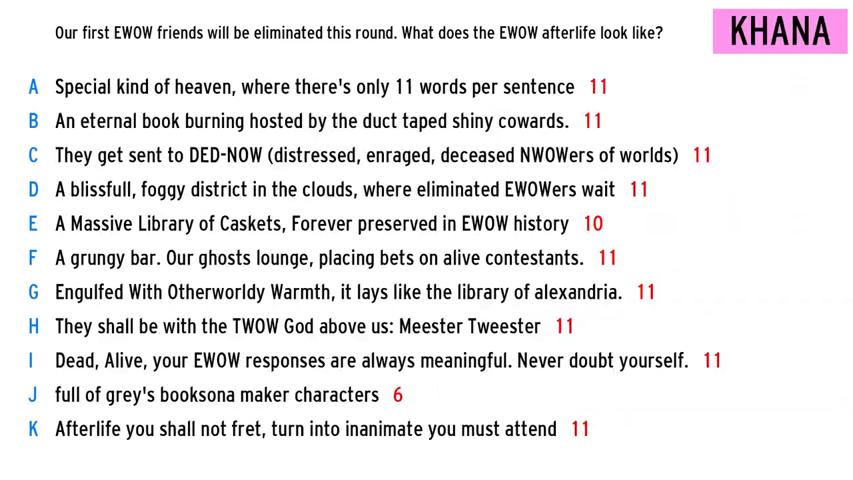 Our first EWOW friends will be eliminated this round. What does the EWOW afterlife look like?
KHANA
A Special kind of heaven, where there's only 11 words per sentence 11
B An eternal book burning hosted by the duct taped shiny cowards. 11
C They get sent to DED-NOW (distressed, enraged, deceased NWOWers of worlds) 11
D A blissfull, foggy district in the clouds, where eliminated EWOWers wait 11
E A Massive Library of Caskets, Forever preserved in EWOW history 10
F A grungy bar. Our ghosts lounge, placing bets on alive contestants. 11
G Engulfed With Otherworldy Warmth, it lays like the library of alexandria. 11
H They shall be with the TWOW God above us: Meester Tweester 11
I Dead, Alive, your EWOW responses are always meaningful. Never doubt yourself. 11
J full of grey's booksona maker characters 6
K Afterlife you shall not fret, turn into inanimate you must attend 11